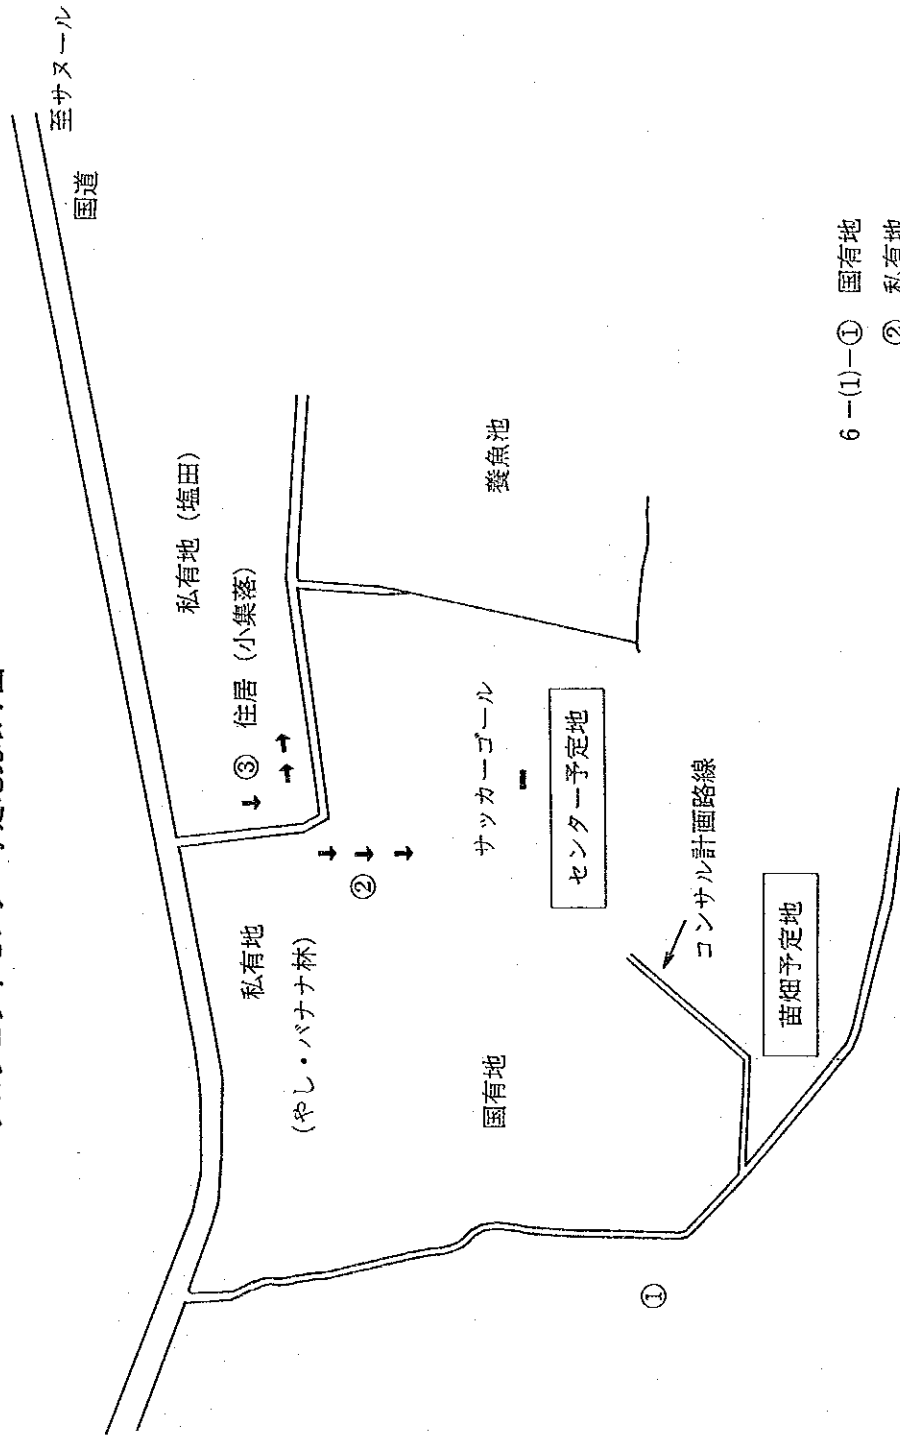 至サヌール
国道
私有地 (塩田)
③ 住居 (小集落)
養魚池
②
サッカーゴール
センター予定地
私有地
(やし・バナナ林)
国有地
コンサル計画路線
苗畑予定地
①
6-(1)-① 国有地
② 私有地